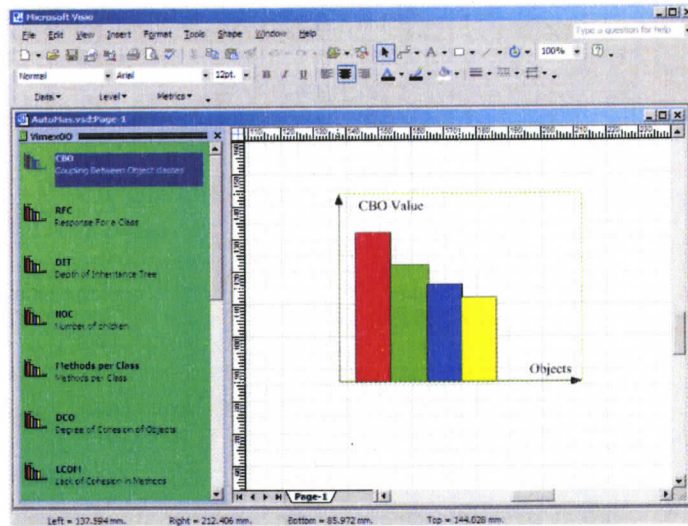 Microsoft Visio
File Edit View Insert Format Tools Shape Window Help
Type a question for help
100%
Normal Arial 12pt. B I U
Data Level Metrics
AutoMas.vsd:Page-1
VimexOO
CBO
Coupling Between Object classes
RFC
Response For a Class
DIT
Depth of Inheritance Tree
NOC
Number of children
Methods per Class
Methods per Class
DCO
Degree of Cohesion of Objects
LCOM
Lack of Cohesion in Methods
CBO Value
Objects
Page-1
Left = 137.594 mm. Right = 212.406 mm. Bottom = 85.972 mm. Top = 144.028 mm.